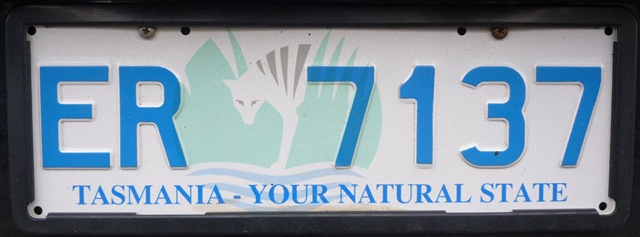 ER 7137
TASMANIA - YOUR NATURAL STATE